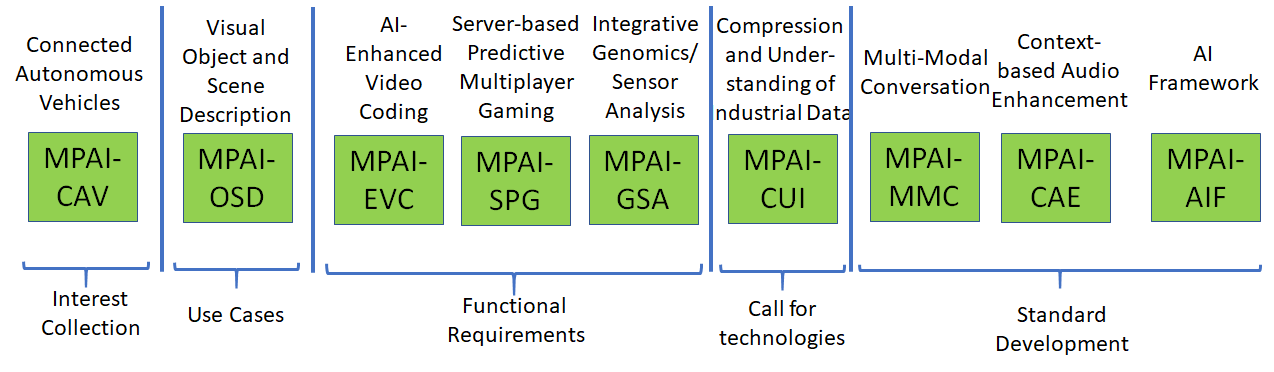 Connected
Autonomous
Vehicles
MPAI-
CAV
Interest
Collection
Visual
Object and
Scene
Description
MPAI-
OSD
Use Cases
AI-
Enhanced
Video
Coding
MPAI-
EVC
Server-based
Predictive
Multiplayer
Gaming
MPAI-
SPG
Integrative
Genomics/
Sensor
Analysis
MPAI-
GSA
Functional
Requirements
Compression
and Under-
standing of
Industrial Data
MPAI-
CUI
Call for
technologies
Multi-Modal
Conversation
MPAI-
MMC
Context-
based Audio
Enhancement
MPAI-
CAE
AI
Framework
MPAI-
AIF
Standard
Development